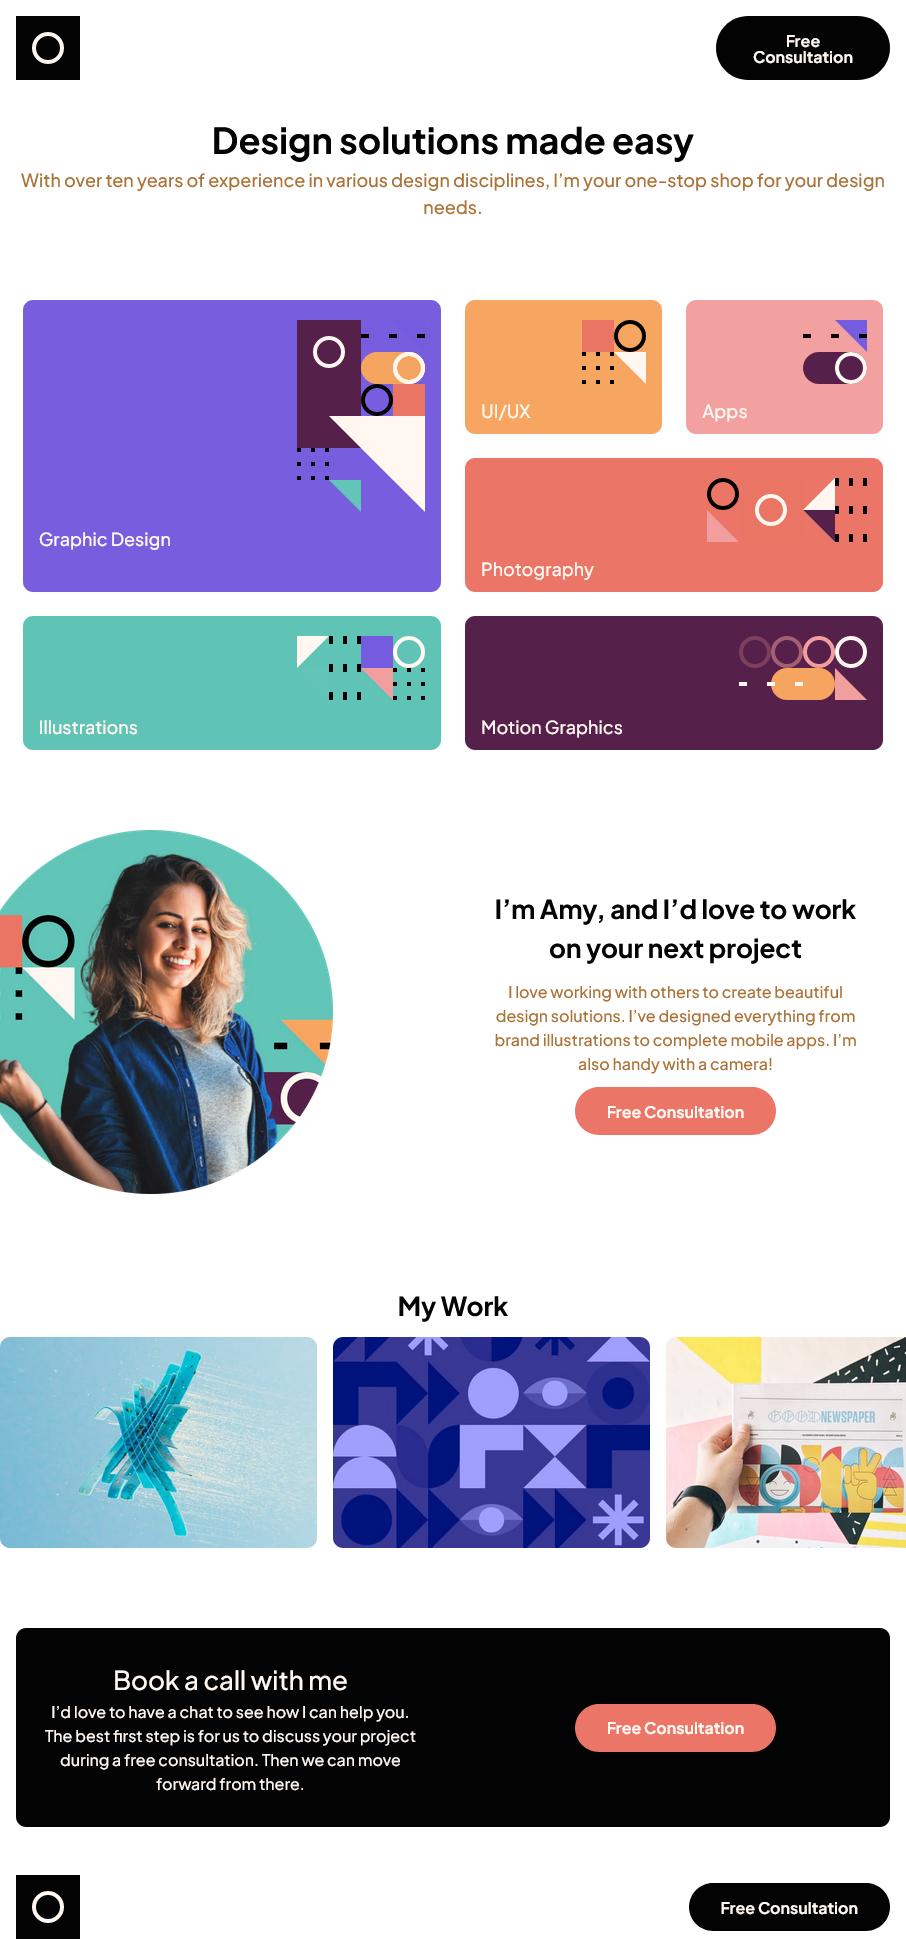 Free
Consultation
Design solutions made easy
With over ten years of experience in various design disciplines, I’m your one-stop shop for your design
needs.
Graphic Design
UI/UX
Apps
Photography
Illustrations
Motion Graphics
I’m Amy, and I’d love to work
on your next project
I love working with others to create beautiful
design solutions. I’ve designed everything from
brand illustrations to complete mobile apps. I’m
also handy with a camera!
Free Consultation
My Work
GOOD NEWSPAPER
Book a call with me
I’d love to have a chat to see how I can help you.
The best first step is for us to discuss your project
during a free consultation. Then we can move
forward from there.
Free Consultation
Free Consultation